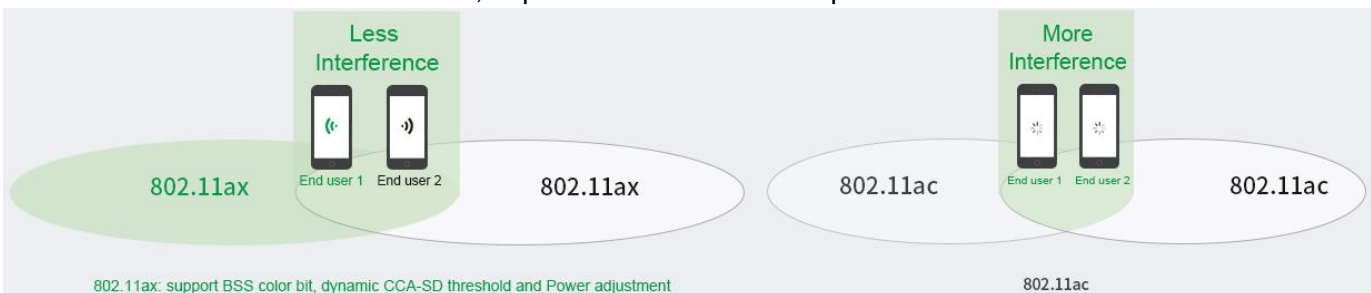 Less
Interference
End user 1
End user 2
802.11ax
802.11ax
802.11ax: support BSS color bit, dynamic CCA-SD threshold and Power adjustment
More
Interference
End user 1
End user 2
802.11ac
802.11ac
802.11ac